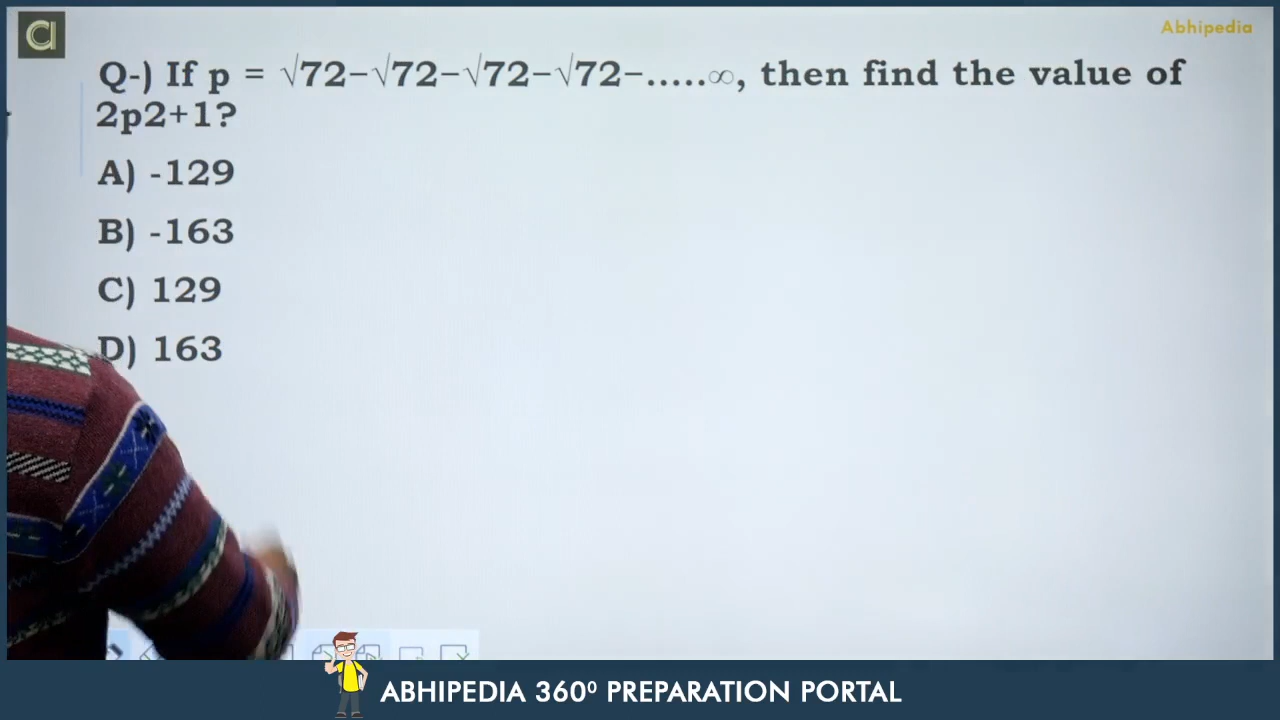 Abhipedia
Q-) If p = √72−√72−√72−√72−.....∞, then find the value of
2p2+1?
A) -129
B) -163
C) 129
D) 163
ABHIPEDIA 360⁰ PREPARATION PORTAL